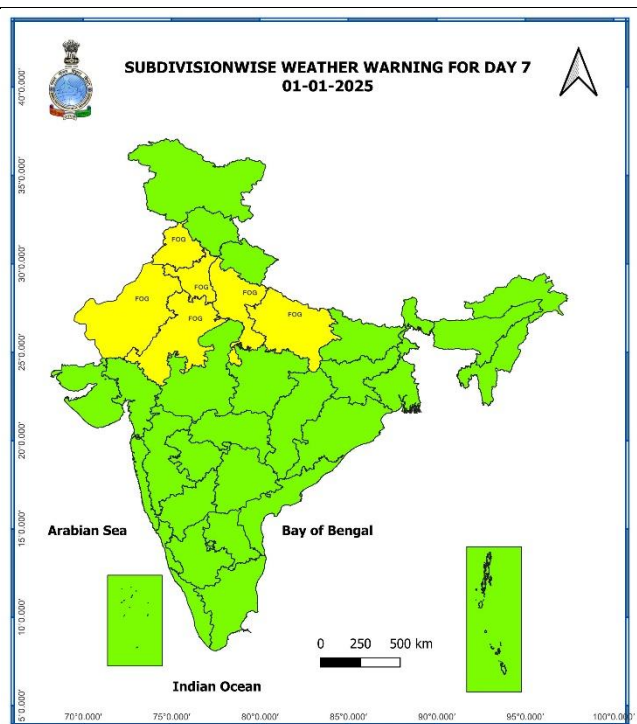 SUBDIVISIONWISE WEATHER WARNING FOR DAY 7
01-01-2025
40°0.000'
35°0.000'
30°0.000'
25°0.000'
20°0.000'
15°0.000'
10°0.000'
5°0.000'
FOG
FOG
FOG
FOG
FOG
FOG
Arabian Sea
Bay of Bengal
0 250 500 km
Indian Ocean
70°0.000' 75°0.000' 80°0.000' 85°0.000' 90°0.000' 95°0.000' 100°0.000'